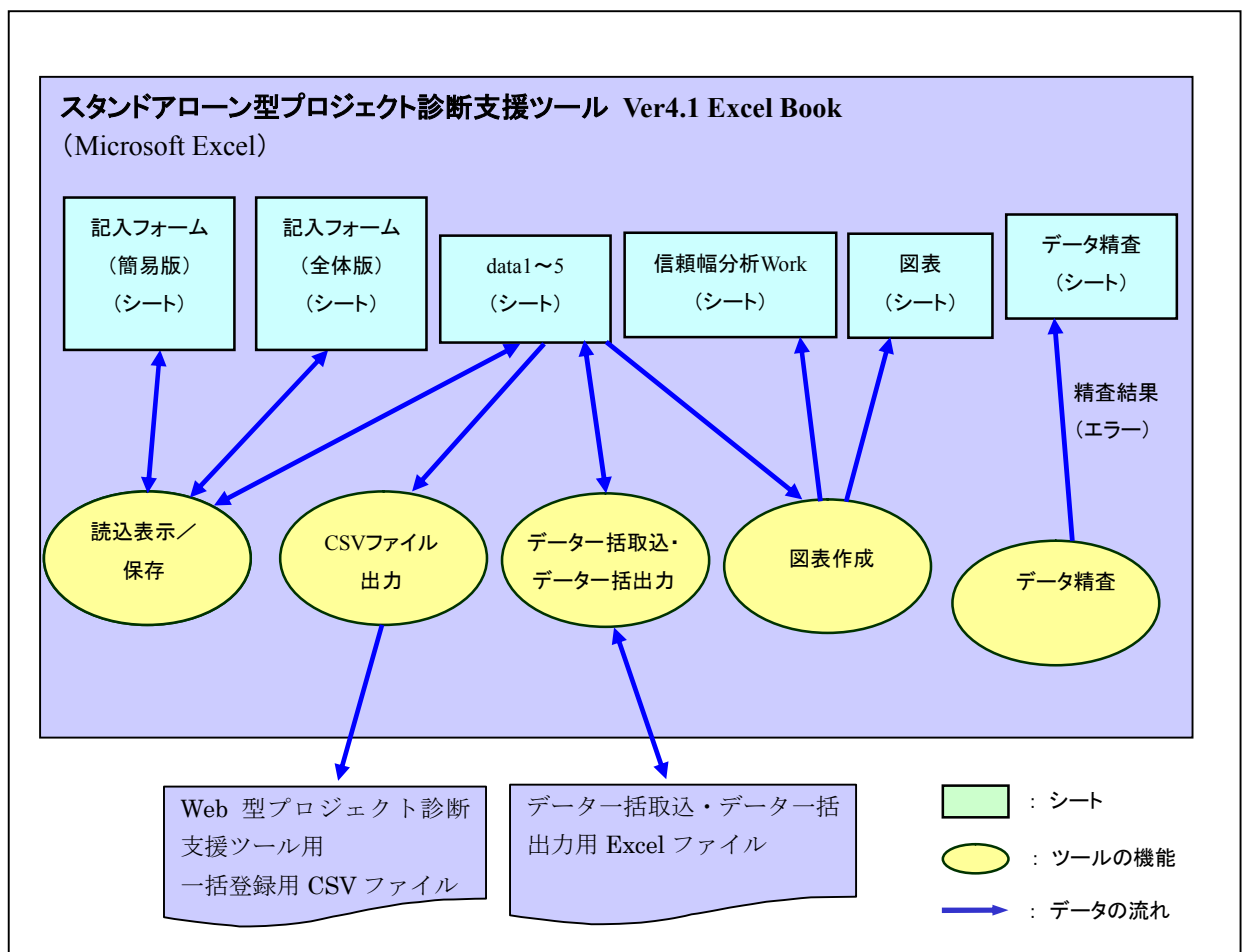 スタンドアローン型プロジェクト診断支援ツール Ver4.1 Excel Book
（Microsoft Excel）
記入フォーム
（簡易版）
（シート）
記入フォーム
（全体版）
（シート）
data1～5
（シート）
信頼幅分析Work
（シート）
図表
（シート）
データ精査
（シート）
精査結果
（エラー）
読込表示／
保存
CSVファイル
出力
データ一括取込・
データ一括出力
図表作成
データ精査
Web 型プロジェクト診断
支援ツール用
一括登録用 CSV ファイル
データ一括取込・データ一括
出力用 Excel ファイル
： シート
： ツールの機能
： データの流れ